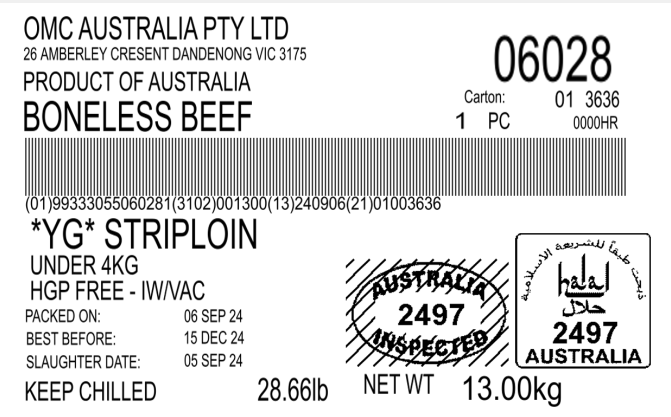 OMC AUSTRALIA PTY LTD
26 AMBERLEY CRESENT DANDENONG VIC 3175
PRODUCT OF AUSTRALIA
BONELESS BEEF
06028
Carton: 01 3636
1 PC 0000HR
(01)99333055060281(3102)001300(13)240906(21)01003636
*YG* STRIPLOIN
UNDER 4KG
HGP FREE - IW/VAC
PACKED ON: 06 SEP 24
BEST BEFORE: 15 DEC 24
SLAUGHTER DATE: 05 SEP 24
KEEP CHILLED 28.66lb NET WT 13.00kg
AUSTRALIA
2497
INSPECTED
ذبحت طبقاً للشريعة الاسلامية
halal
حلال
2497
AUSTRALIA